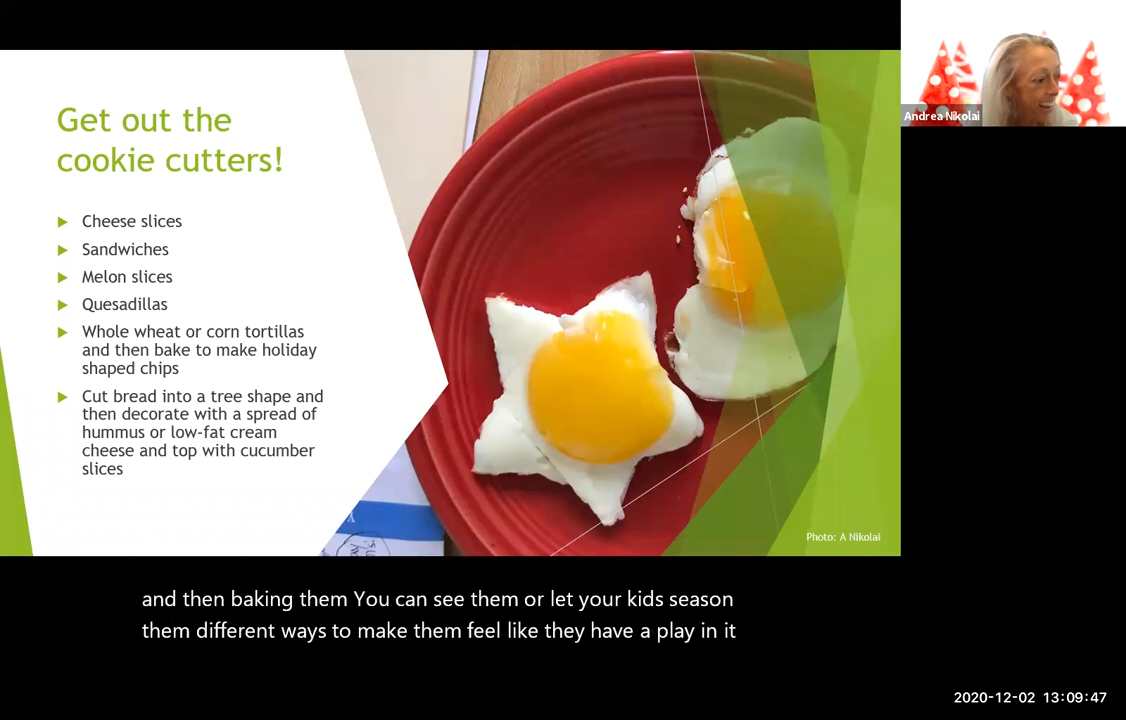 Get out the
cookie cutters!
Cheese slices
Sandwiches
Melon slices
Quesadillas
Whole wheat or corn tortillas
and then bake to make holiday
shaped chips
Cut bread into a tree shape and
then decorate with a spread of
hummus or low-fat cream
cheese and top with cucumber
slices
Photo: A Nikolai
Andrea Nikolai
and then baking them You can see them or let your kids season
them different ways to make them feel like they have a play in it
2020-12-02 13:09:47